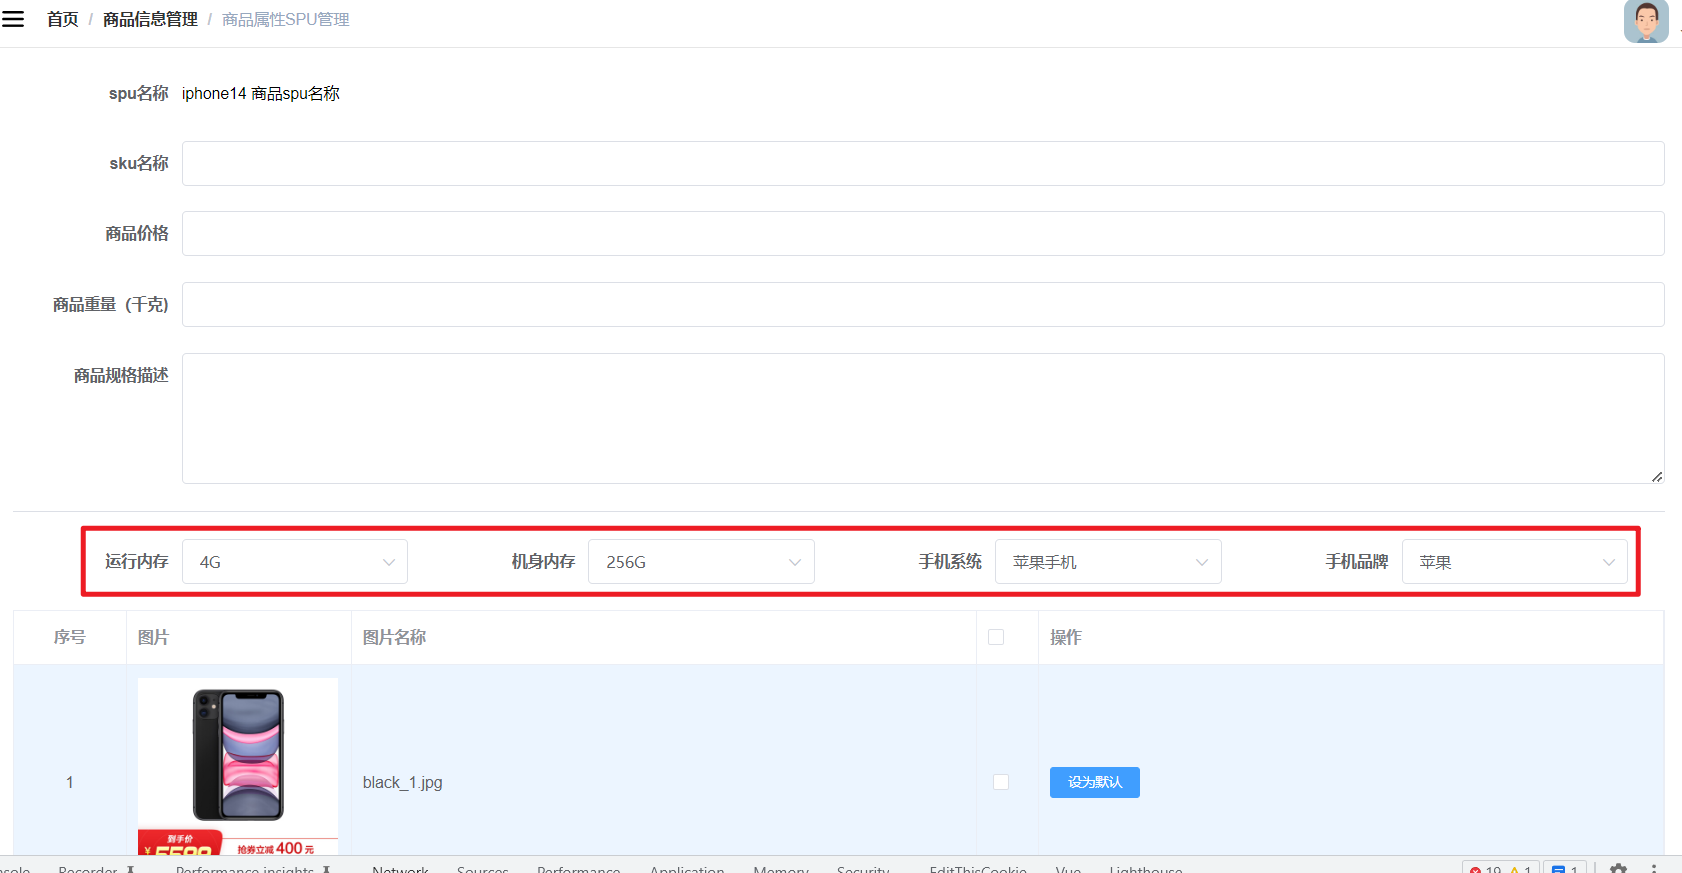 首页 / 商品信息管理 / 商品属性SPU管理
spu名称 iphone14 商品spu名称
sku名称
商品价格
商品重量（千克）
商品规格描述
运行内存 4G 机身内存 256G 手机系统 苹果手机 手机品牌 苹果
序号 图片 图片名称 操作
1 black_1.jpg 设为默认
到手价
¥ 5599 抢券立减400元
Recorder Performance insights Network Sources Performance Application Memory Security EditThisCookie Vue Lighthouse 19 1 1